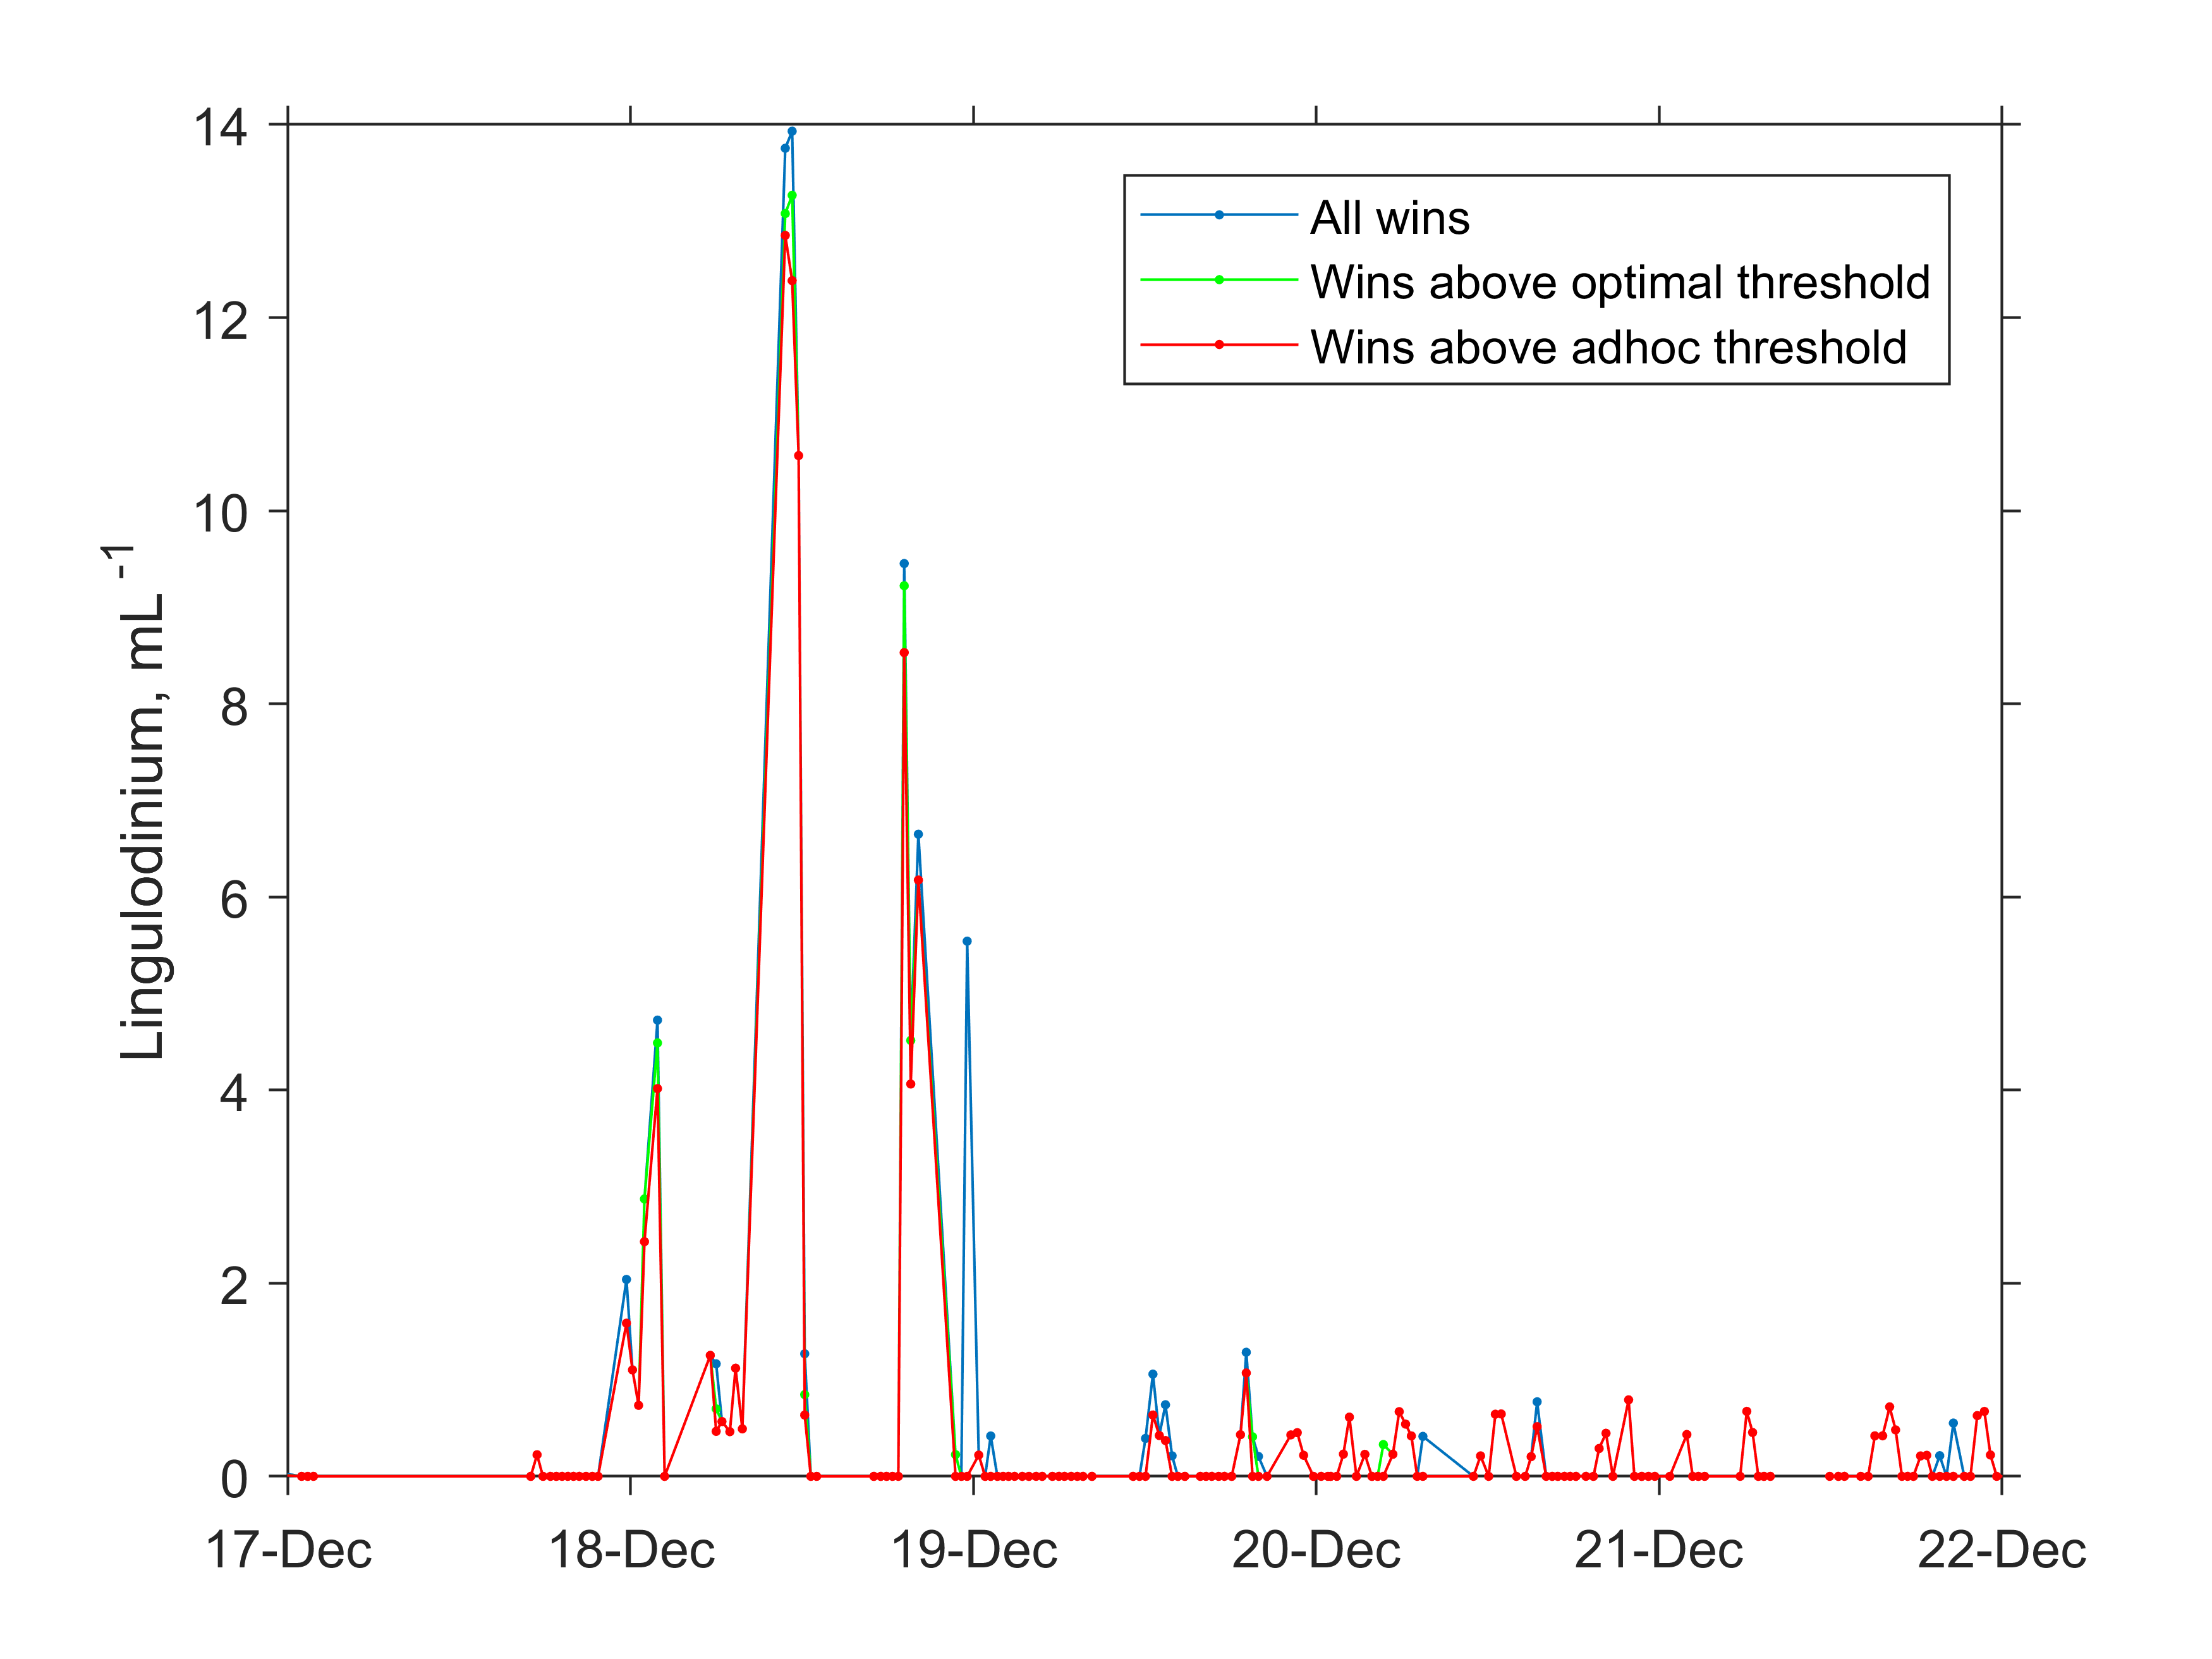 14
12
10
8
6
4
2
0
Lingulodinium, mL⁻¹
All wins
Wins above optimal threshold
Wins above adhoc threshold
17-Dec 18-Dec 19-Dec 20-Dec 21-Dec 22-Dec